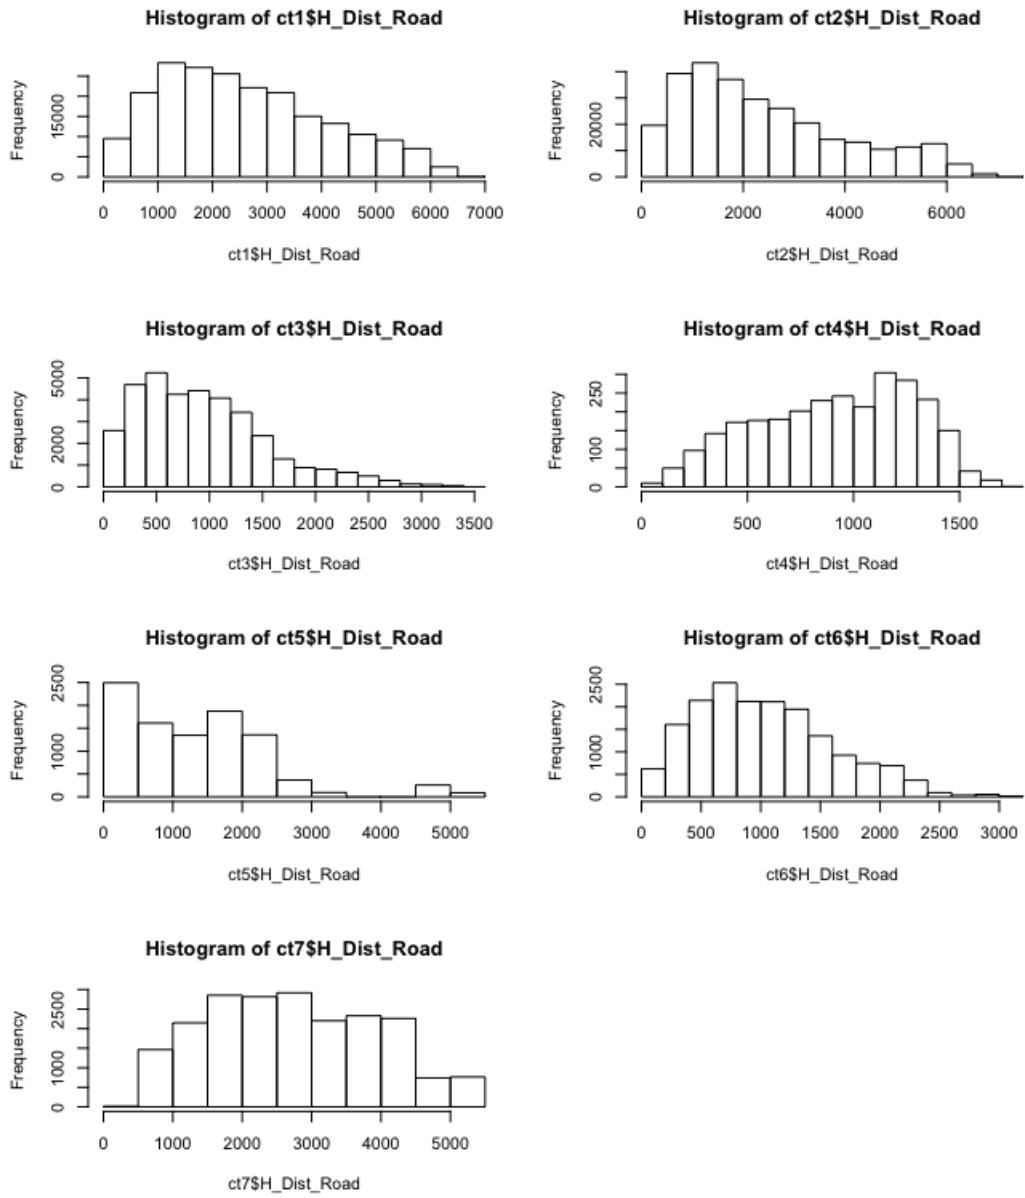 Histogram of ct1$H_Dist_Road
Frequency
0 15000
0 1000 2000 3000 4000 5000 6000 7000
ct1$H_Dist_Road
Histogram of ct2$H_Dist_Road
Frequency
0 20000
0 2000 4000 6000
ct2$H_Dist_Road
Histogram of ct3$H_Dist_Road
Frequency
0 2000 5000
0 500 1000 1500 2000 2500 3000 3500
ct3$H_Dist_Road
Histogram of ct4$H_Dist_Road
Frequency
0 100 250
0 500 1000 1500
ct4$H_Dist_Road
Histogram of ct5$H_Dist_Road
Frequency
0 1000 2500
0 1000 2000 3000 4000 5000
ct5$H_Dist_Road
Histogram of ct6$H_Dist_Road
Frequency
0 1000 2500
0 500 1000 1500 2000 2500 3000
ct6$H_Dist_Road
Histogram of ct7$H_Dist_Road
Frequency
0 1000 2500
0 1000 2000 3000 4000 5000
ct7$H_Dist_Road